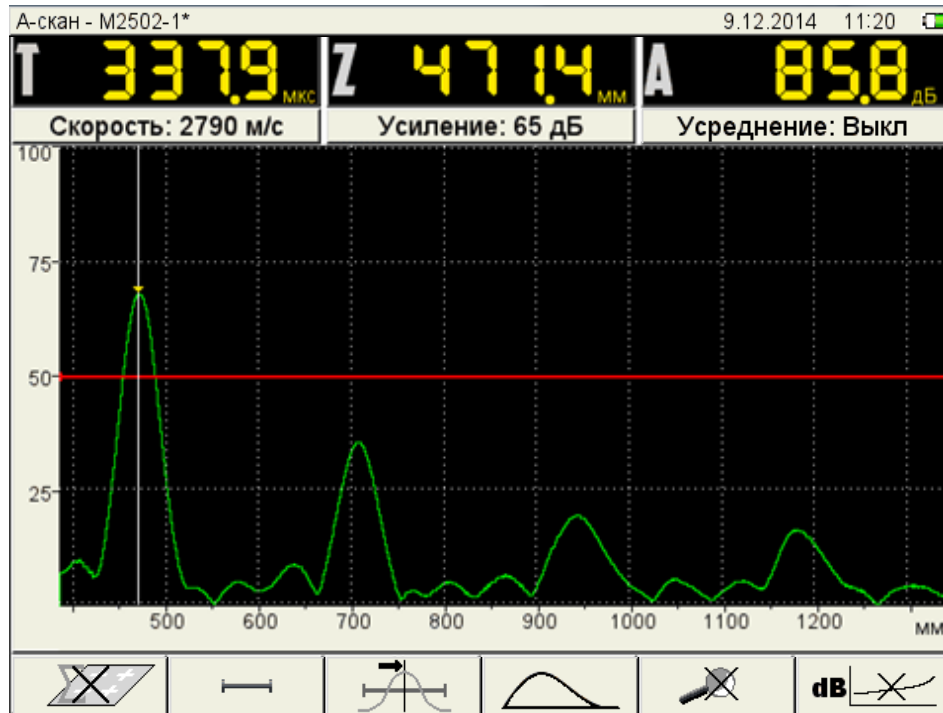 А-скан - M2502-1* 9.12.2014 11:20
T 337.9 мкс Z 471.4 мм A 85.8 дБ
Скорость: 2790 м/с Усиление: 65 дБ Усреднение: Выкл
100
75
50
25
500 600 700 800 900 1000 1100 1200 мм
dB